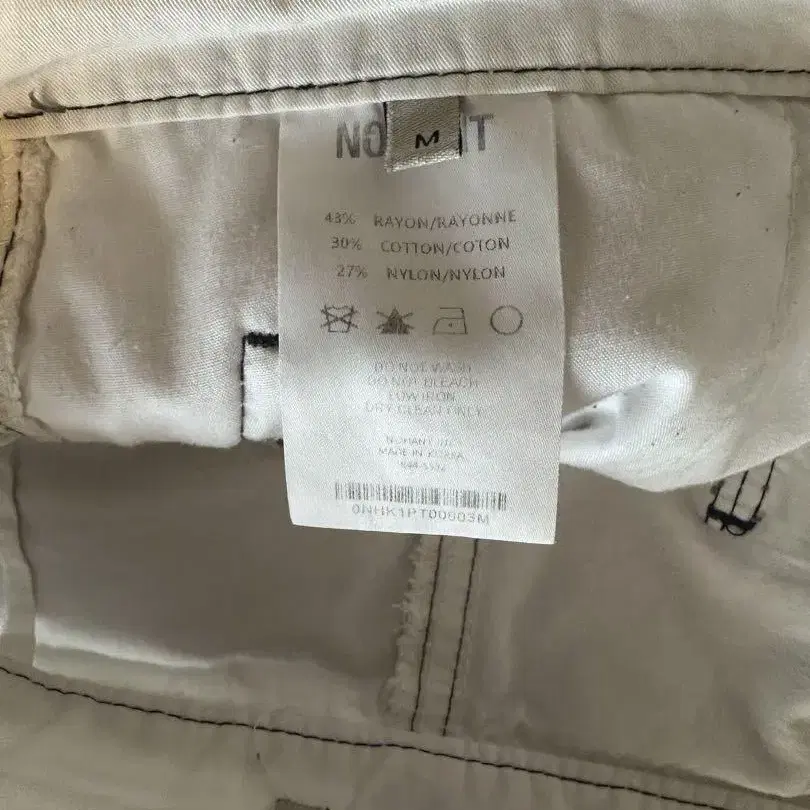 NO M T
43% RAYON/RAYONNE
30% COTTON/COTON
27% NYLON/NYLON
DO NOT WASH
DO NOT BLEACH
LOW IRON
DRY CLEAN ONLY
MADE IN KOREA
0NHK1PT00803M